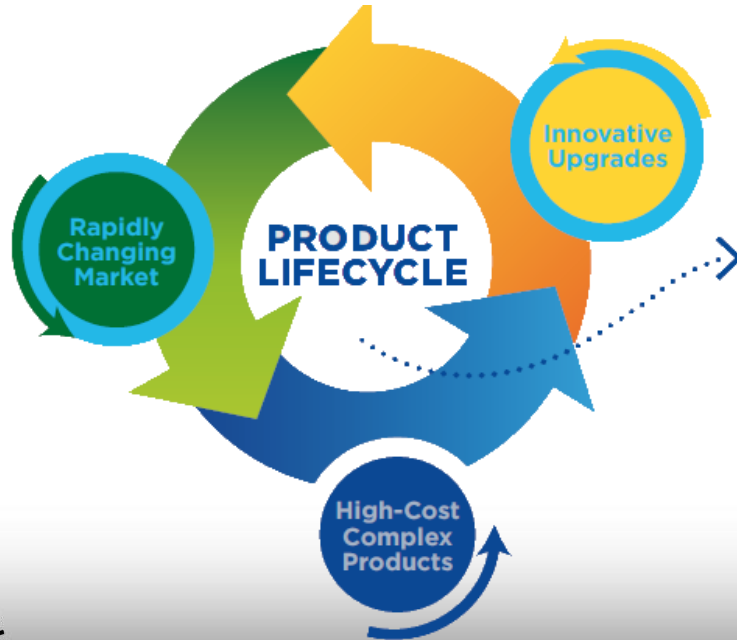 Innovative
Upgrades
Rapidly
Changing
Market
PRODUCT
LIFECYCLE
High-Cost
Complex
Products